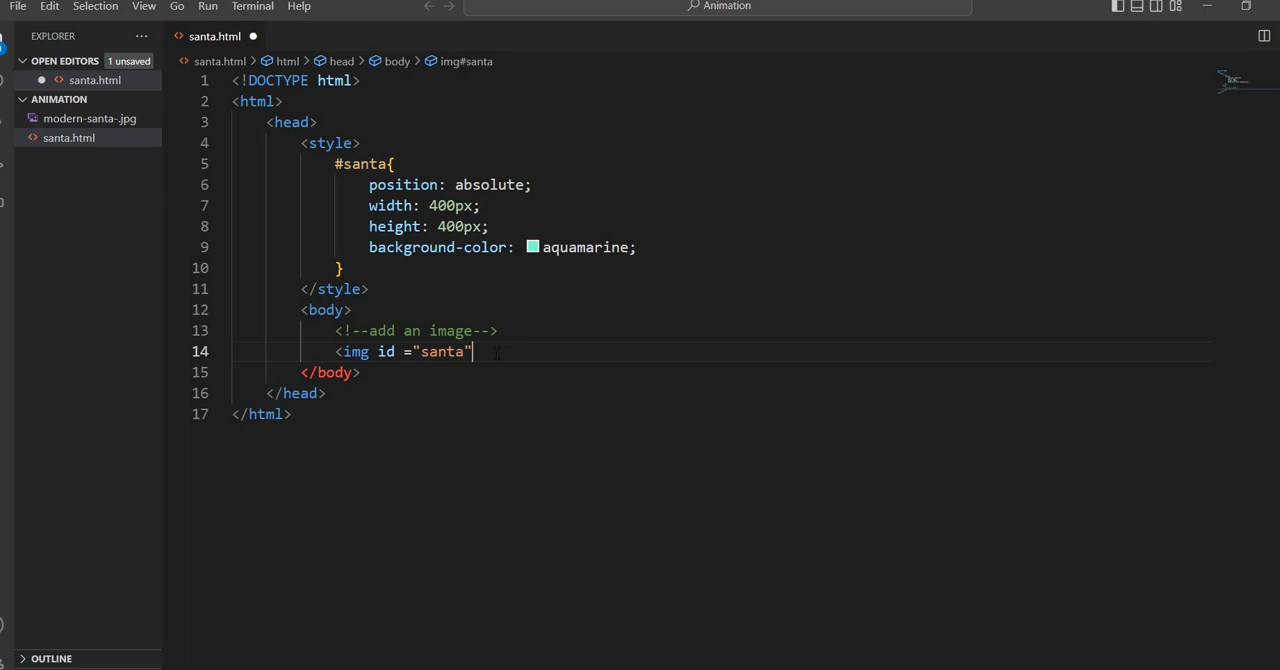 File Edit Selection View Go Run Terminal Help Animation
EXPLORER ...
santa.html
OPEN EDITORS 1 unsaved
santa.html
ANIMATION
modern-santa-.jpg
santa.html
santa.html > html > head > body > img#santa
1 <!DOCTYPE html>
2 <html>
3 <head>
4 <style>
5 #santa{
6 position: absolute;
7 width: 400px;
8 height: 400px;
9 background-color: aquamarine;
10 }
11 </style>
12 <body>
13 <!--add an image-->
14 <img id ="santa"
15 </body>
16 </head>
17 </html>
OUTLINE